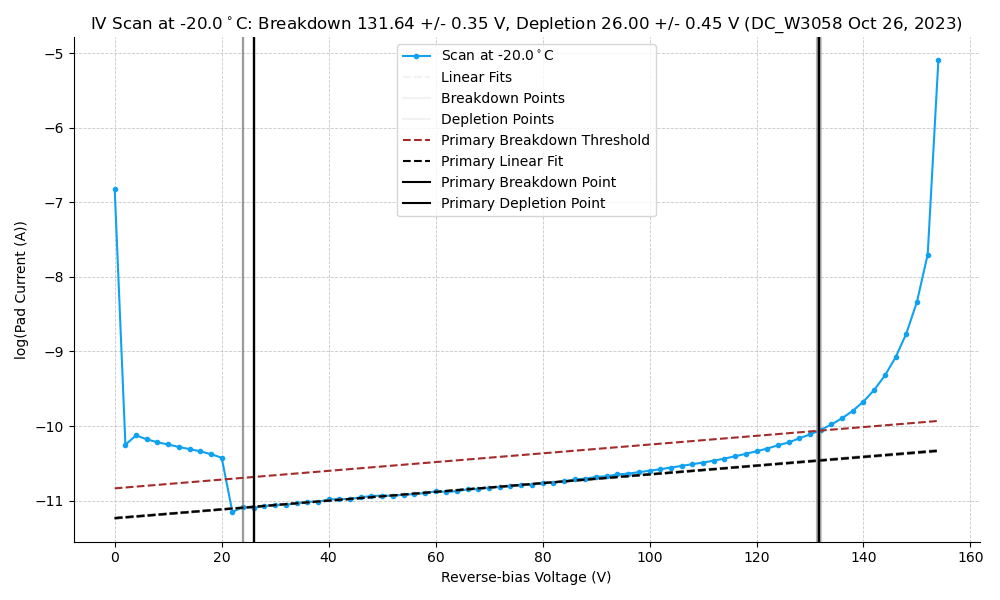 IV Scan at -20.0°C: Breakdown 131.64 +/- 0.35 V, Depletion 26.00 +/- 0.45 V (DC_W3058 Oct 26, 2023)
Scan at -20.0°C
Linear Fits
Breakdown Points
Depletion Points
Primary Breakdown Threshold
Primary Linear Fit
Primary Breakdown Point
Primary Depletion Point
log(Pad Current (A))
−5
−6
−7
−8
−9
−10
−11
0 20 40 60 80 100 120 140 160
Reverse-bias Voltage (V)